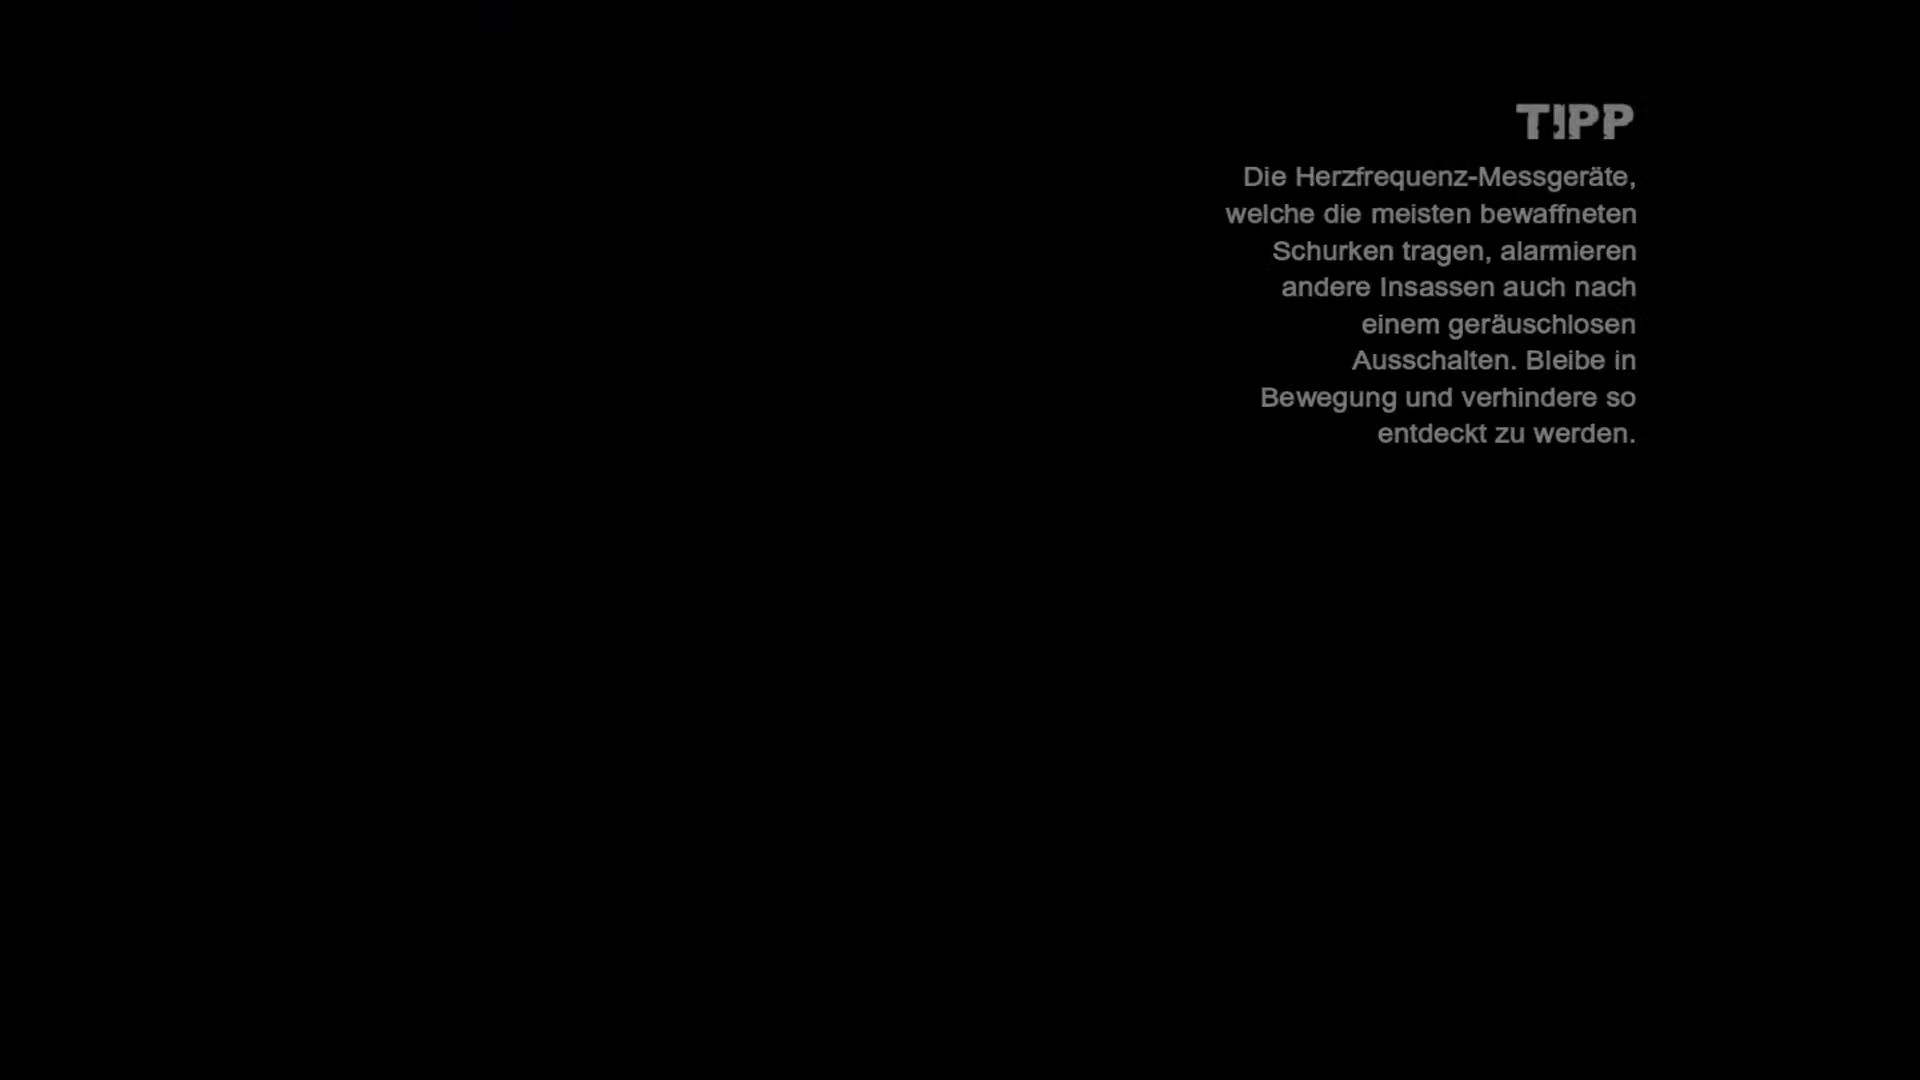 TIPP
Die Herzfrequenz-Messgeräte,
welche die meisten bewaffneten
Schurken tragen, alarmieren
andere Insassen auch nach
einem geräuschlosen
Ausschalten. Bleibe in
Bewegung und verhindere so
entdeckt zu werden.